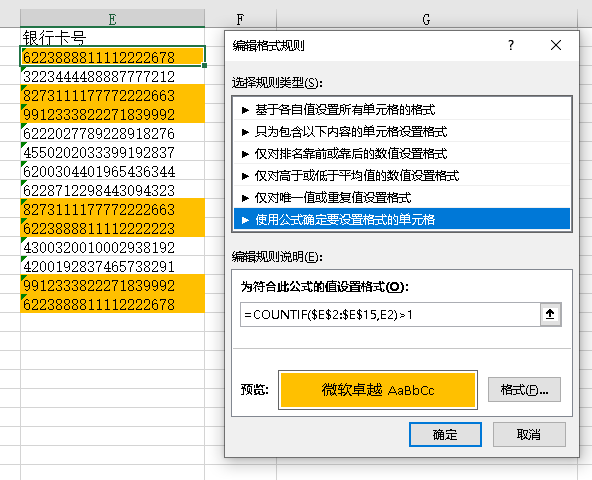 E
F
G
银行卡号
6223888811112222678
3223444488887777212
8273111177772222663
9912333822271839992
6222027789228918276
4550202033399192837
6200304401965436344
6228712298443094323
8273111177772222663
6223888811112222223
4300320010002938192
4200192837465738291
9912333822271839992
6223888811112222678
编辑格式规则
?
选择规则类型(S):
► 基于各自值设置所有单元格的格式
► 只为包含以下内容的单元格设置格式
► 仅对排名靠前或靠后的数值设置格式
► 仅对高于或低于平均值的数值设置格式
► 仅对唯一值或重复值设置格式
► 使用公式确定要设置格式的单元格
编辑规则说明(E):
为符合此公式的值设置格式(O):
=COUNTIF($E$2:$E$15,E2)>1
预览:
微软卓越 AaBbCc
格式(F)...
确定
取消